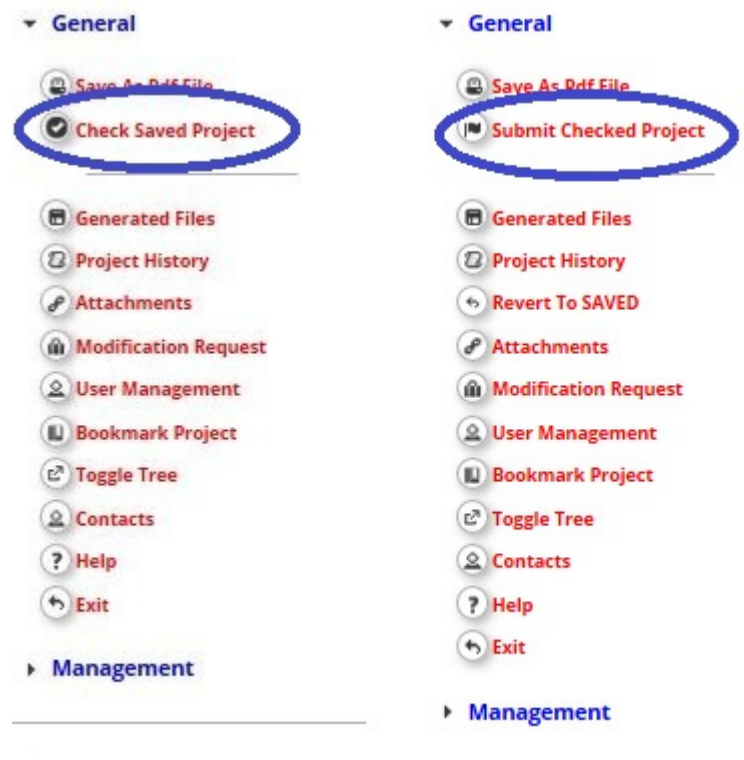 General
Save As Pdf File
Check Saved Project
Generated Files
Project History
Attachments
Modification Request
User Management
Bookmark Project
Toggle Tree
Contacts
? Help
Exit
Management
General
Save As Pdf File
Submit Checked Project
Generated Files
Project History
Revert To SAVED
Attachments
Modification Request
User Management
Bookmark Project
Toggle Tree
Contacts
? Help
Exit
Management